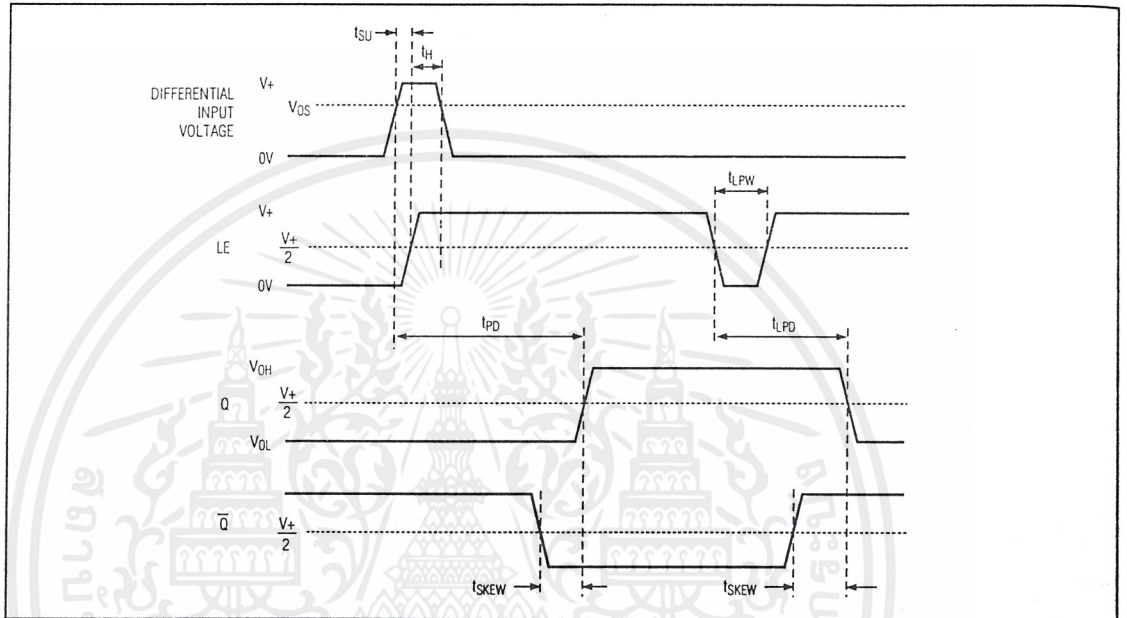 tSU
tH
DIFFERENTIAL
INPUT
VOLTAGE
V+
VOS
0V
tLPW
V+
LE
V+
2
0V
tPD
tLPD
VOH
Q
V+
2
VOL
Q̅
V+
2
tSKEW
tSKEW